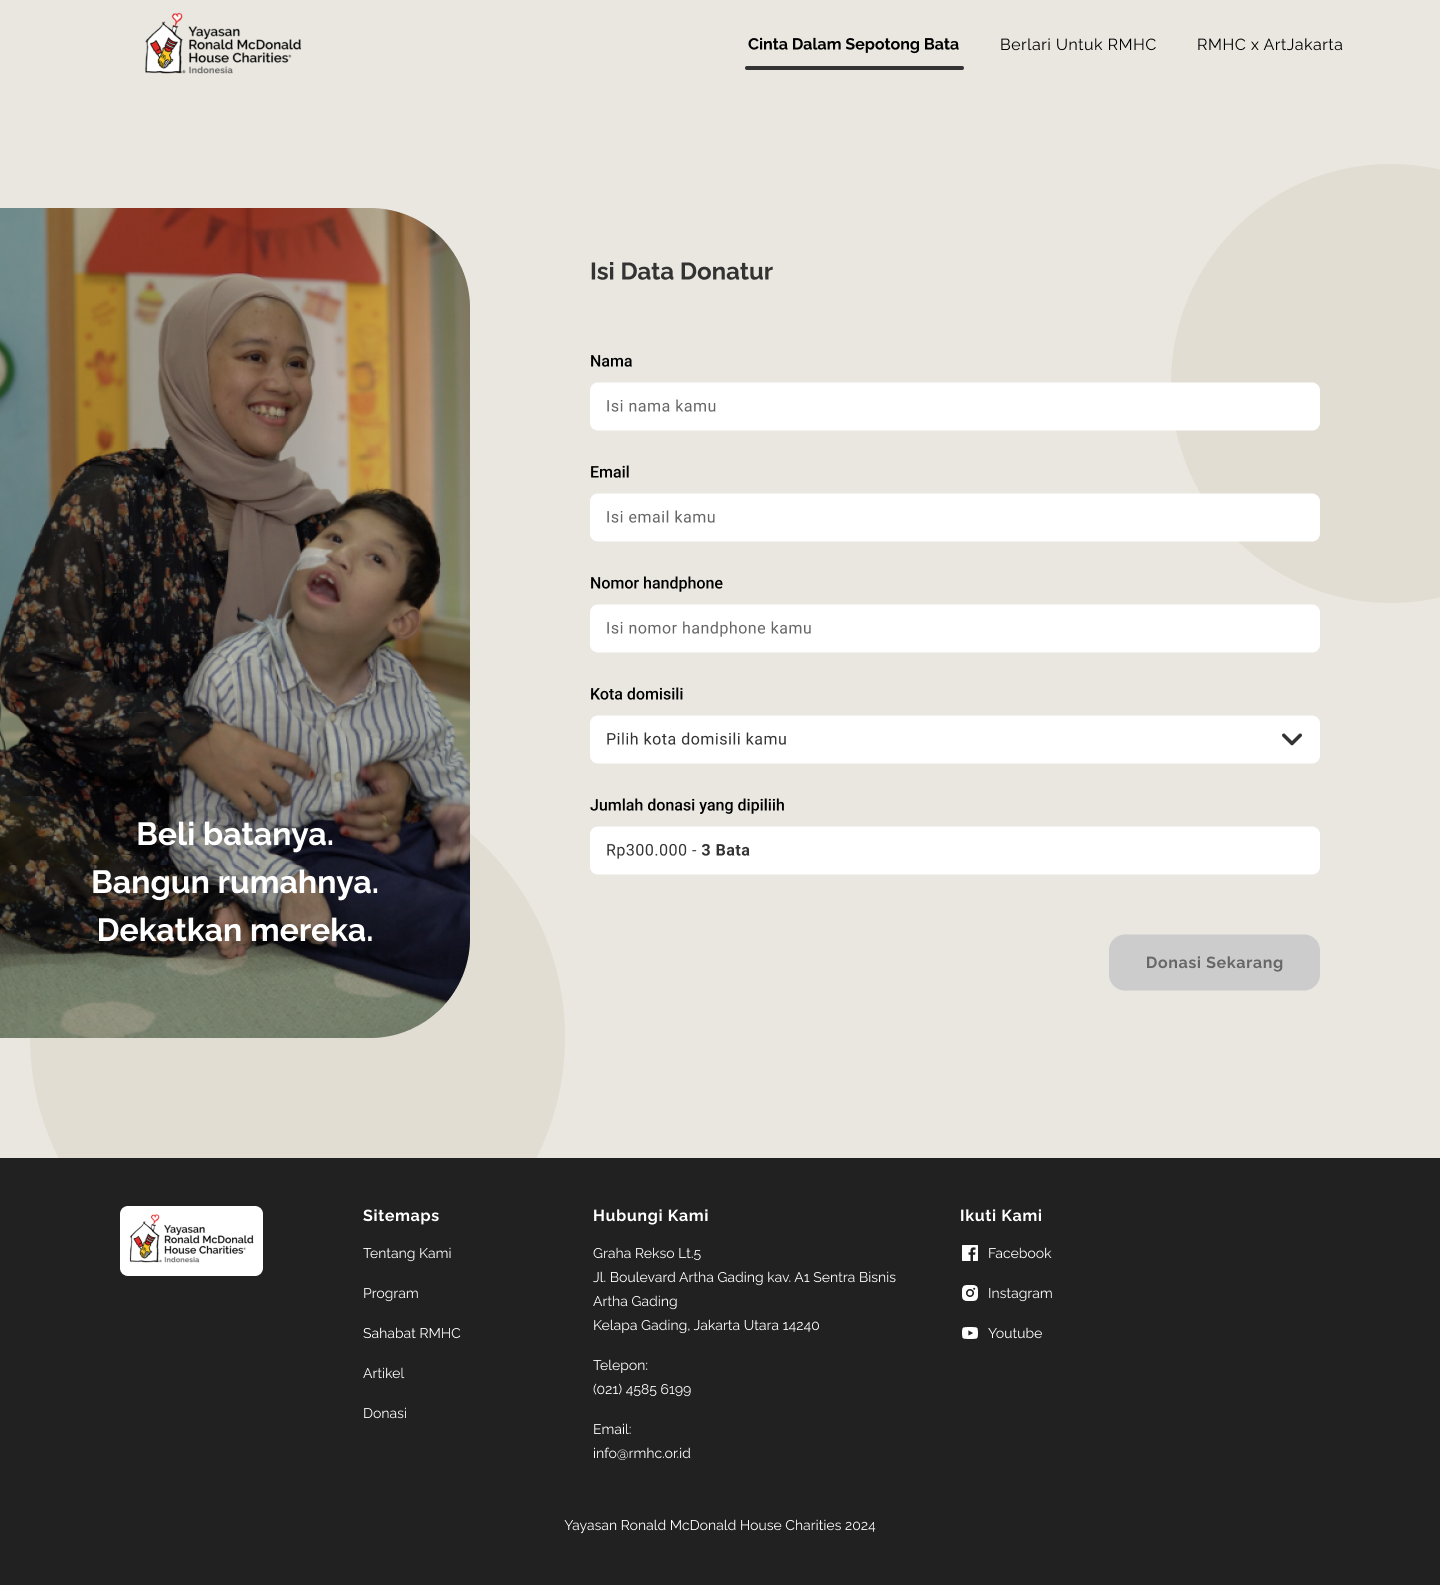 Yayasan
Ronald McDonald
House Charities®
Indonesia
Cinta Dalam Sepotong Bata
Berlari Untuk RMHC
RMHC x ArtJakarta
Beli batanya.
Bangun rumahnya.
Dekatkan mereka.
Isi Data Donatur
Nama
Isi nama kamu
Email
Isi email kamu
Nomor handphone
Isi nomor handphone kamu
Kota domisili
Pilih kota domisili kamu
Jumlah donasi yang dipiliih
Rp300.000 - 3 Bata
Donasi Sekarang
Yayasan
Ronald McDonald
House Charities®
Indonesia
Sitemaps
Tentang Kami
Program
Sahabat RMHC
Artikel
Donasi
Hubungi Kami
Graha Rekso Lt.5
Jl. Boulevard Artha Gading kav. A1 Sentra Bisnis
Artha Gading
Kelapa Gading, Jakarta Utara 14240
Telepon:
(021) 4585 6199
Email:
info@rmhc.or.id
Ikuti Kami
Facebook
Instagram
Youtube
Yayasan Ronald McDonald House Charities 2024